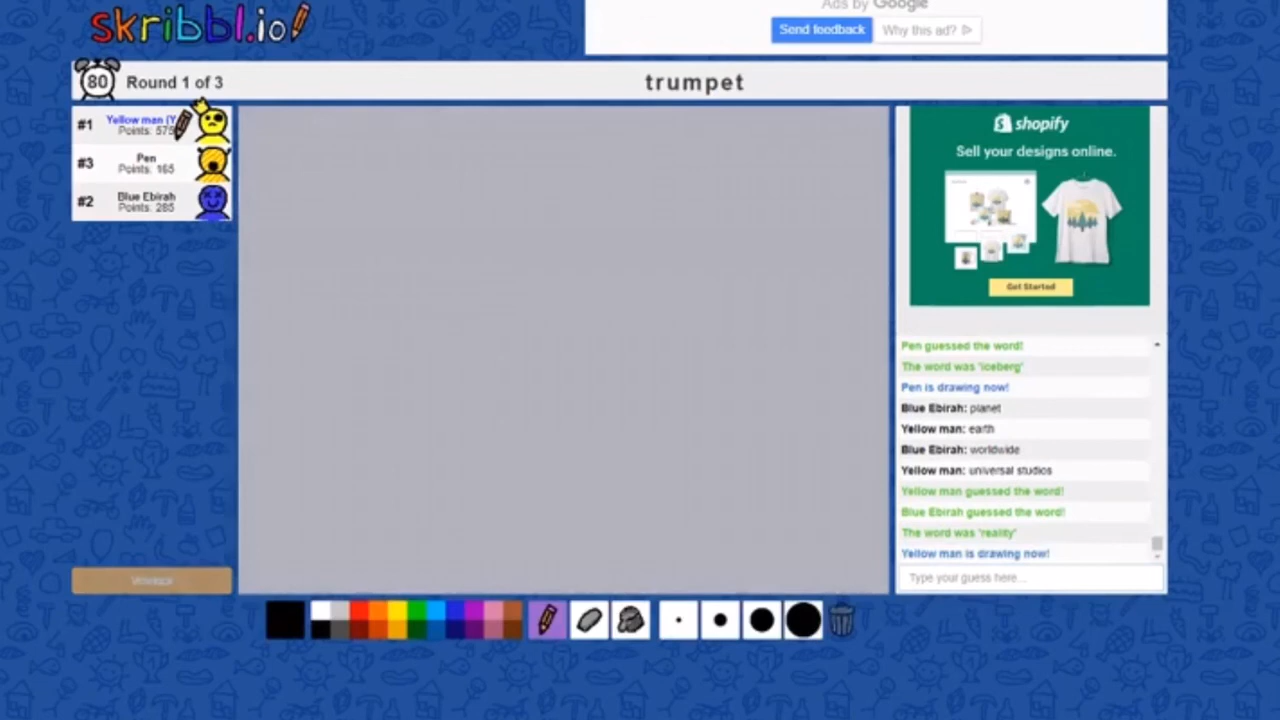 skribbl.io
Ads by Google
Send feedback
Why this ad?
80
Round 1 of 3
trumpet
#1
Yellow man (Y
Points: 575
#3
Pen
Points: 165
#2
Blue Ebirah
Points: 285
shopify
Sell your designs online.
Get Started
Pen guessed the word!
The word was 'iceberg'
Pen is drawing now!
Blue Ebirah: planet
Yellow man: earth
Blue Ebirah: worldwide
Yellow man: universal studios
Yellow man guessed the word!
Blue Ebirah guessed the word!
The word was 'reality'
Yellow man is drawing now!
Type your guess here...